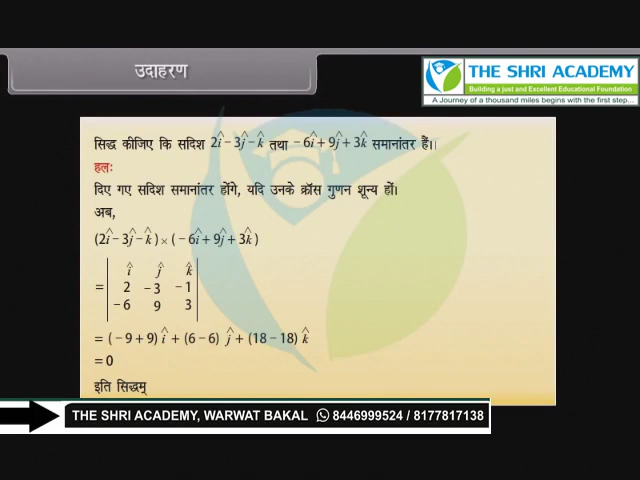 उदाहरण
THE SHRI ACADEMY
Building a just and Excellent Educational Foundation
A Journey of a thousand miles begins with the first step...
सिद्ध कीजिए कि सदिश 2î − 3ĵ − k̂ तथा − 6î + 9ĵ + 3k̂ समानांतर हैं।
हलः
दिए गए सदिश समानांतर होंगे, यदि उनके क्रॉस गुणन शून्य हों।
अब,
(2î − 3ĵ − k̂) × (− 6î + 9ĵ + 3k̂)
= | î ĵ k̂ |
| 2 −3 −1 |
| −6 9 3 |
= (− 9 + 9) î + (6 − 6) ĵ + (18 − 18) k̂
= 0
इति सिद्धम्
THE SHRI ACADEMY, WARWAT BAKAL 8446999524 / 8177817138